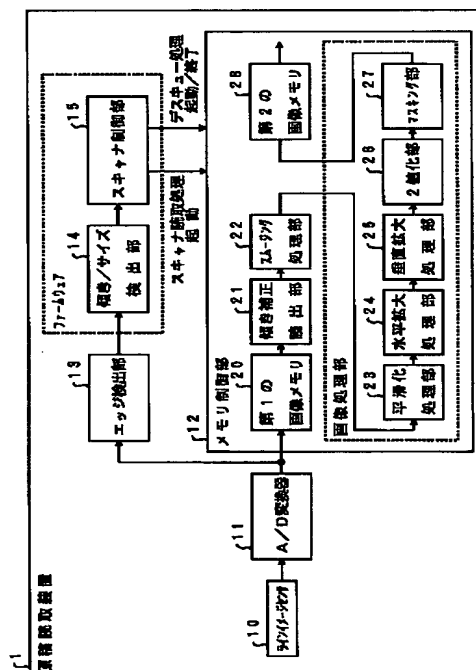 1
原稿読取装置
10
ラインイメージセンサ
11
A/D変換器
13
エッジ検出部
ファームウェア
14
傾き/サイズ
検出部
15
スキャナ制御部
スキャナ読取処理
起動
デスキュー処理
起動/終了
12
メモリ制御部
20
第1の
画像メモリ
21
傾き補正
読出部
22
スムージング
処理部
28
第2の
画像メモリ
画像処理部
23
平滑化
処理部
24
水平拡大
処理部
25
垂直拡大
処理部
26
2値化部
27
マスキング部